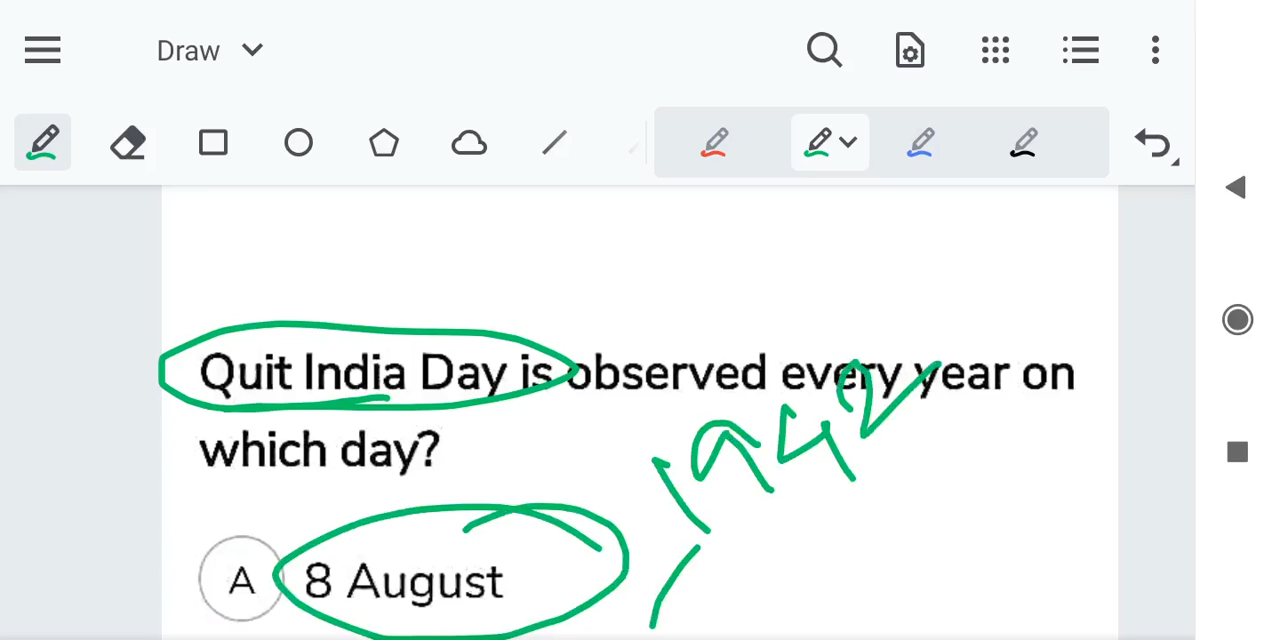 Draw
Quit India Day is observed every year on
which day?
1942
A 8 August